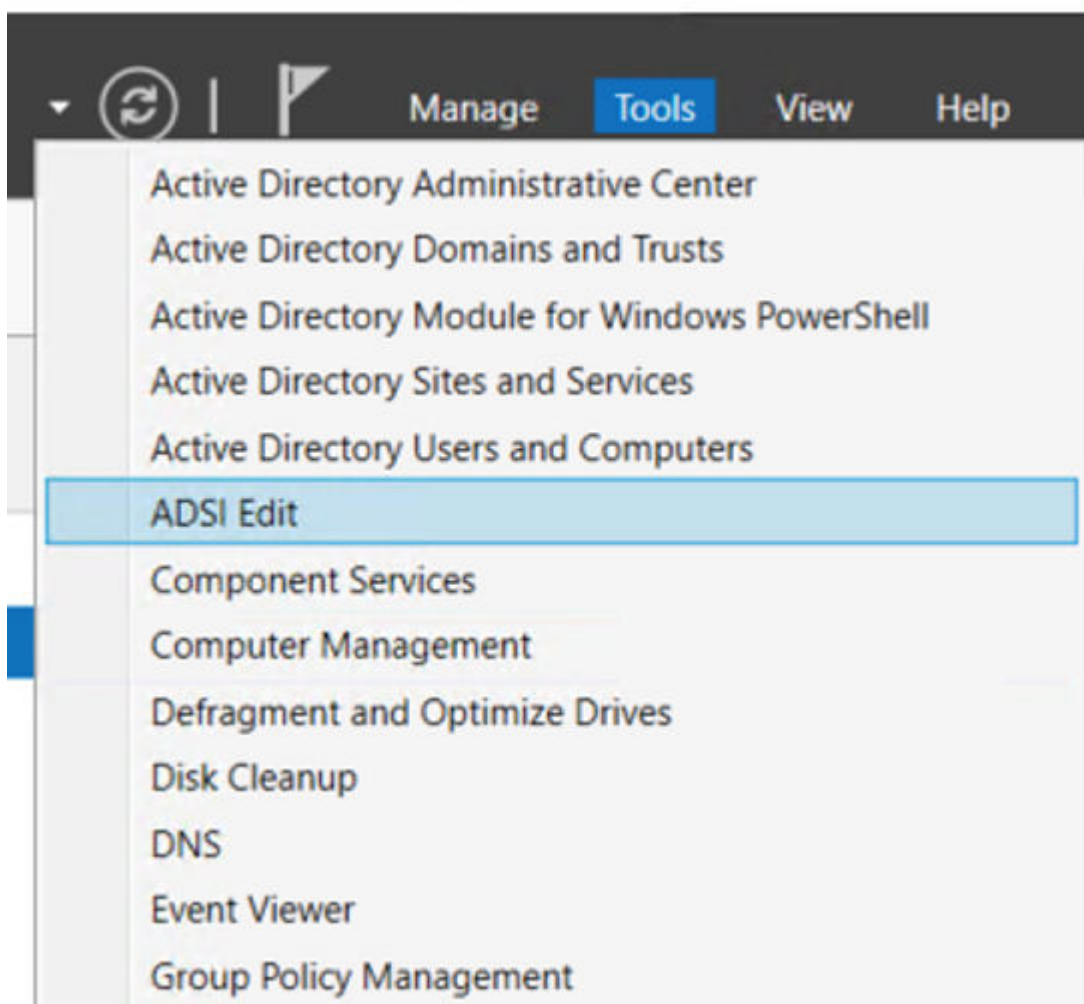 Manage Tools View Help
Active Directory Administrative Center
Active Directory Domains and Trusts
Active Directory Module for Windows PowerShell
Active Directory Sites and Services
Active Directory Users and Computers
ADSI Edit
Component Services
Computer Management
Defragment and Optimize Drives
Disk Cleanup
DNS
Event Viewer
Group Policy Management